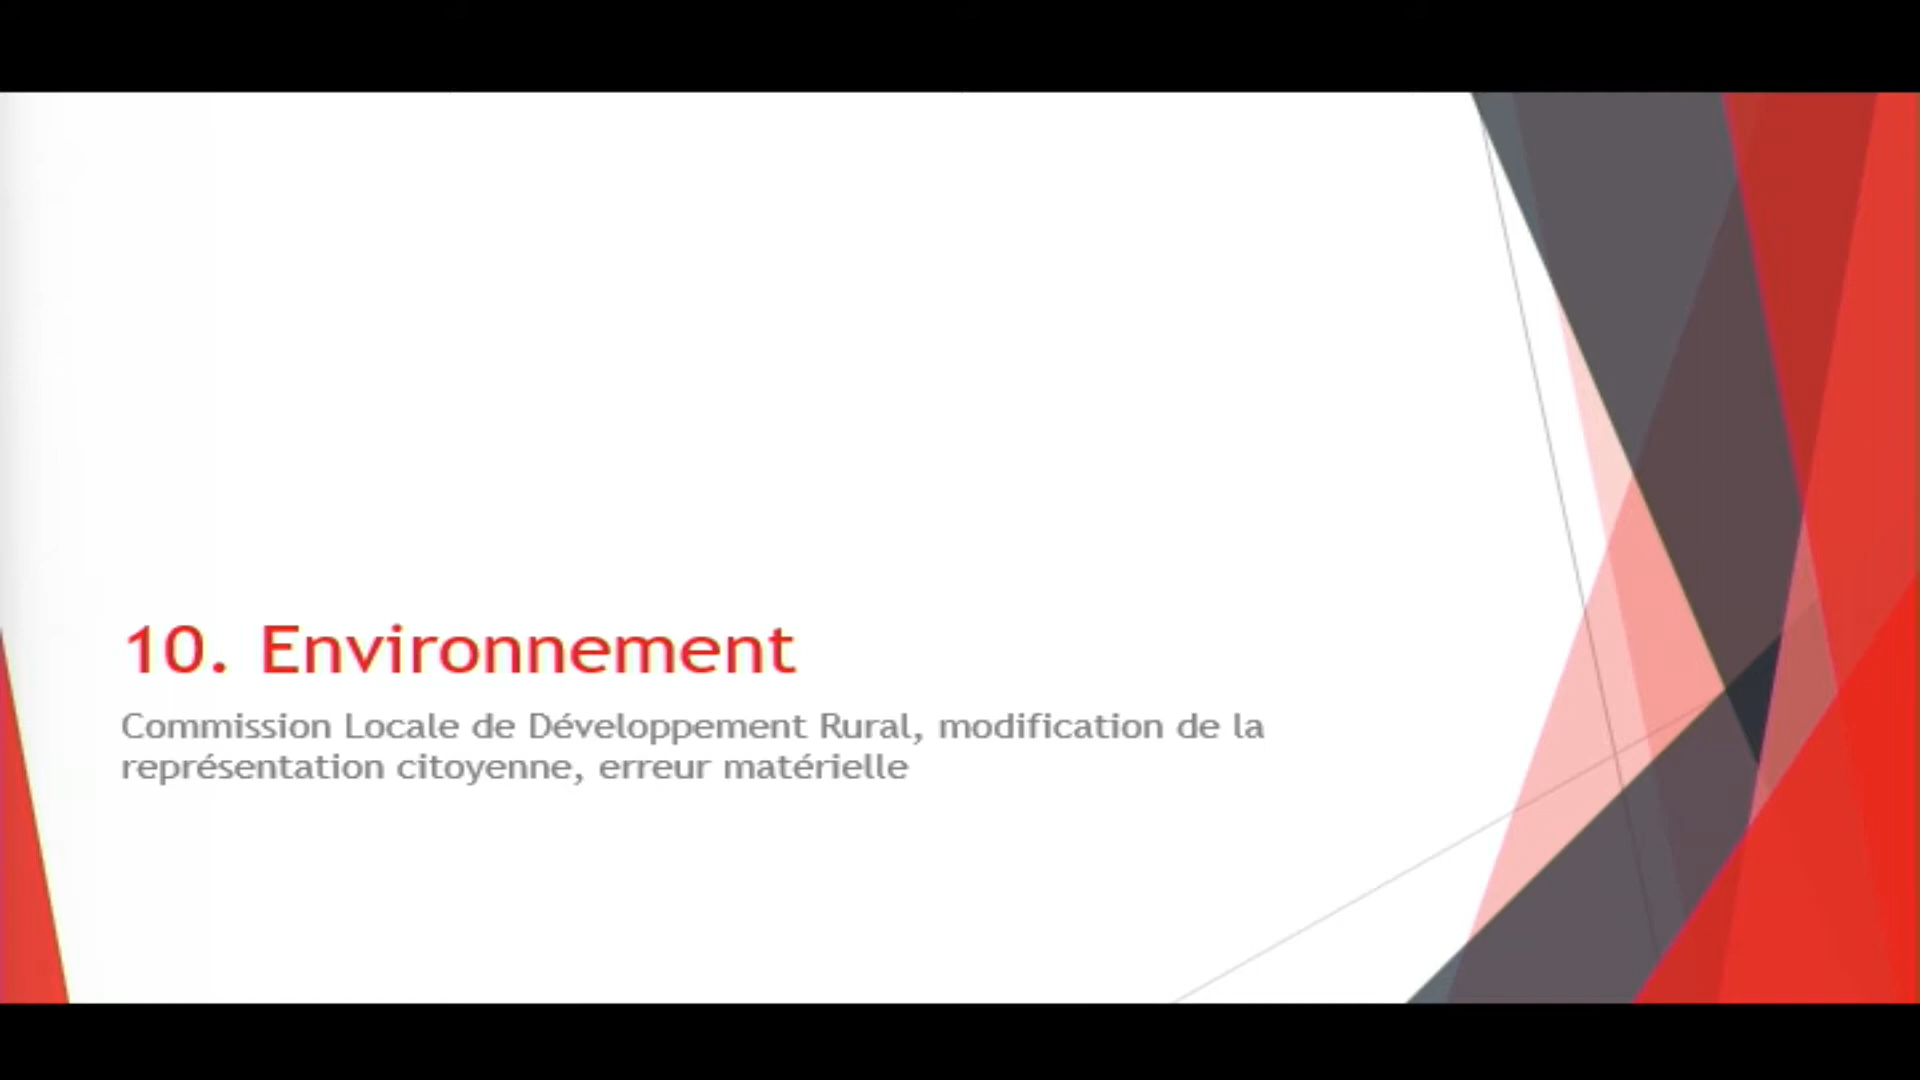 10. Environnement
Commission Locale de Développement Rural, modification de la
représentation citoyenne, erreur matérielle